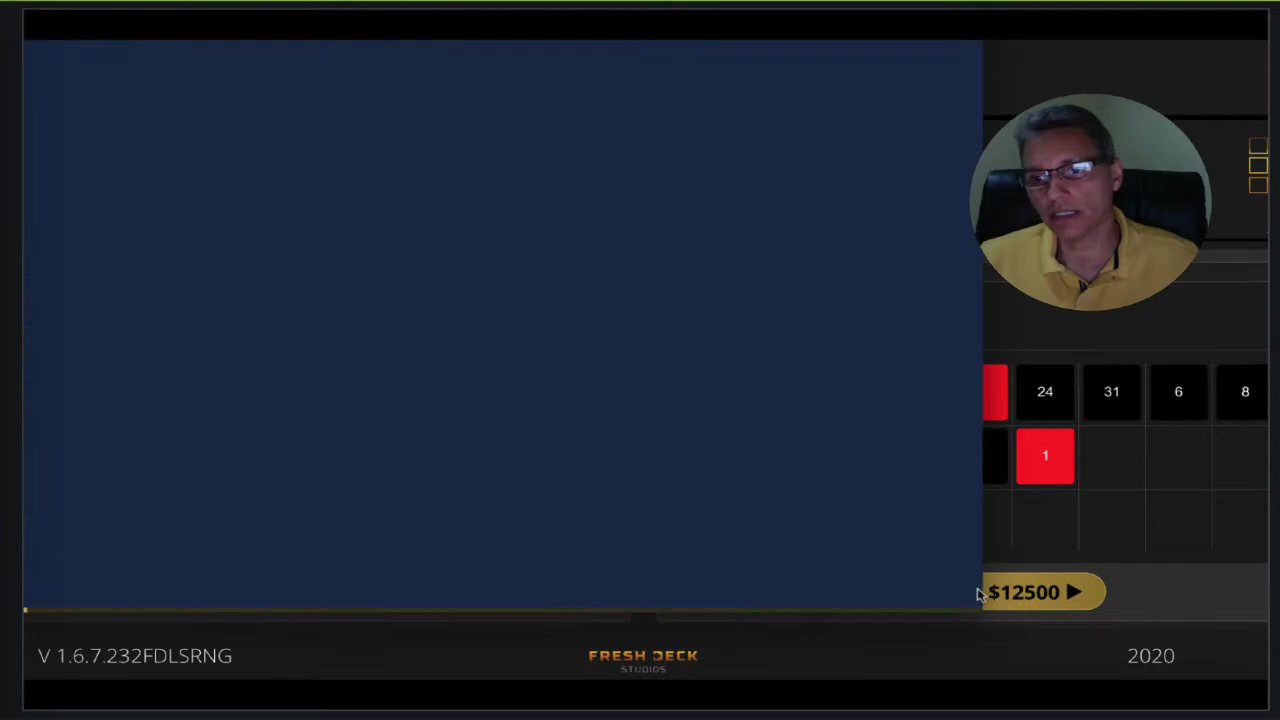 24 31 6 8
1
$12500
V 1.6.7.232FDLSRNG
FRESH DECK
STUDIOS
2020